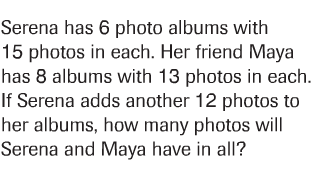 Serena has 6 photo albums with
15 photos in each. Her friend Maya
has 8 albums with 13 photos in each.
If Serena adds another 12 photos to
her albums, how many photos will
Serena and Maya have in all?